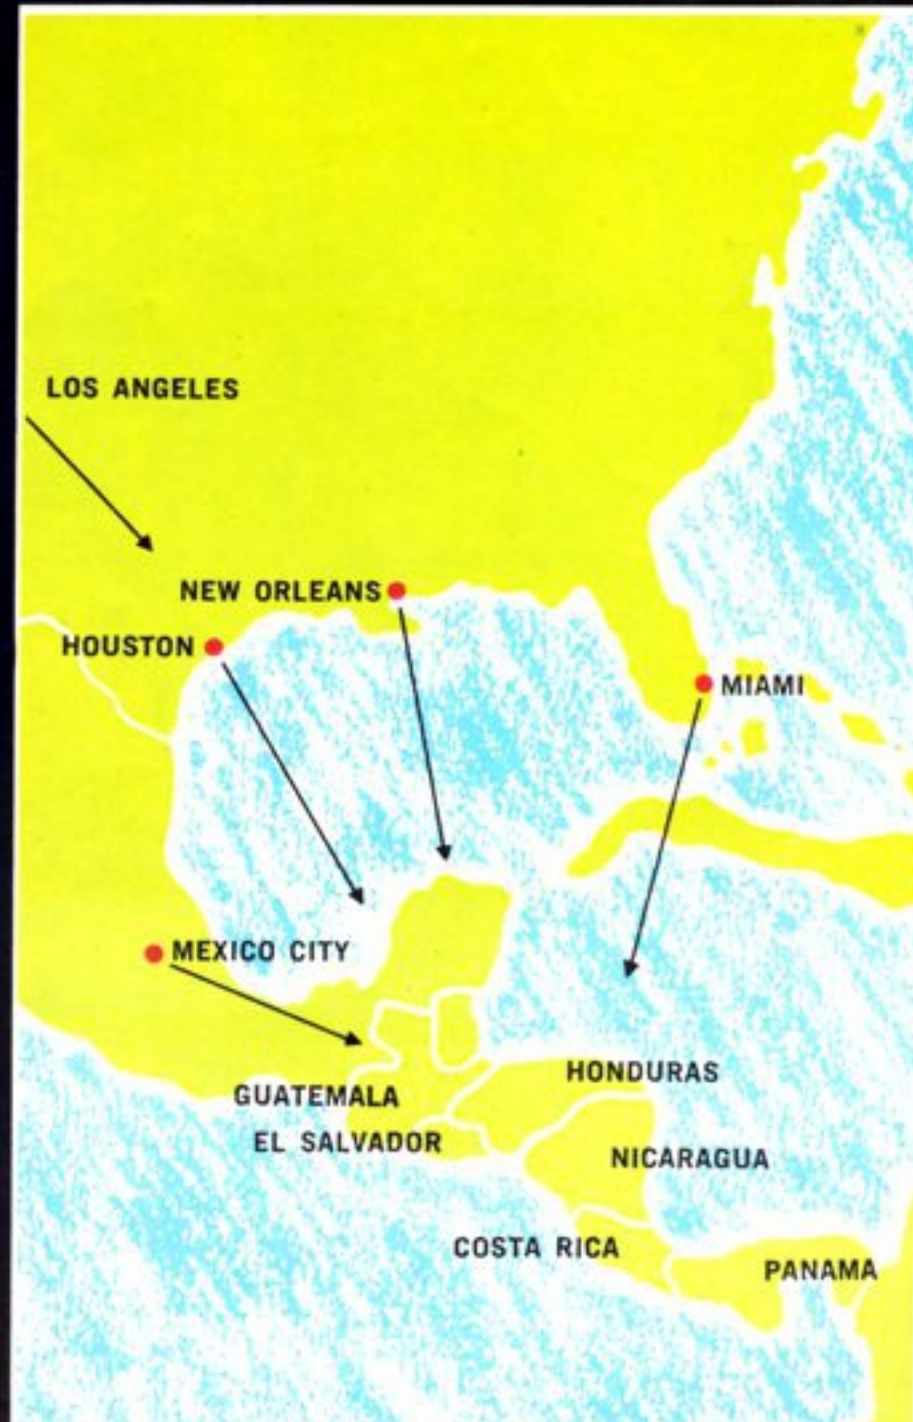 LOS ANGELES
NEW ORLEANS
HOUSTON
MIAMI
MEXICO CITY
HONDURAS
GUATEMALA
EL SALVADOR
NICARAGUA
COSTA RICA
PANAMA